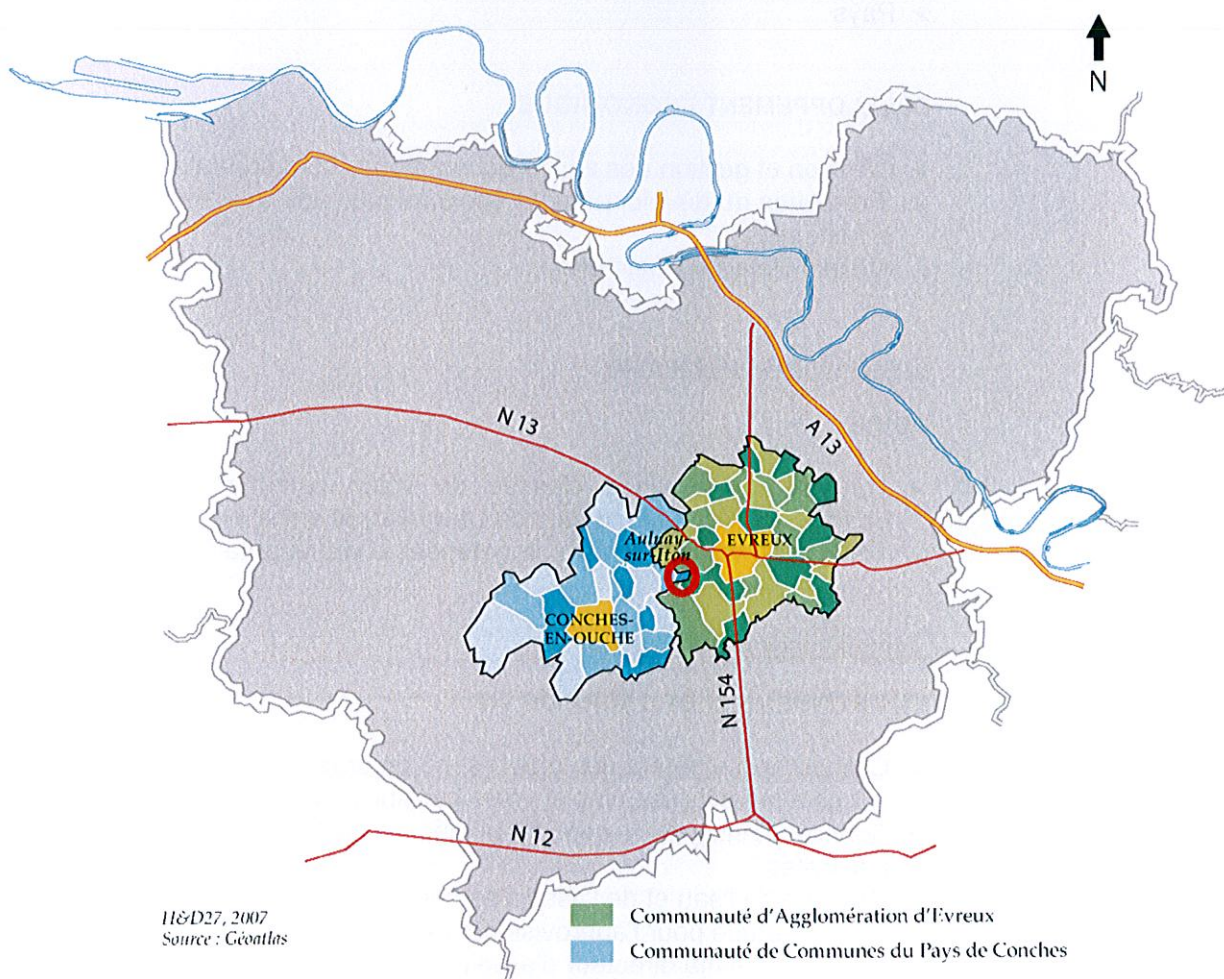 N
N 13
A 13
Aulnay
sur-Iton
EVREUX
CONCHES-
EN-OUCHE
N 154
N 12
H&D27, 2007
Source : Géoatlas
Communauté d'Agglomération d'Evreux
Communauté de Communes du Pays de Conches